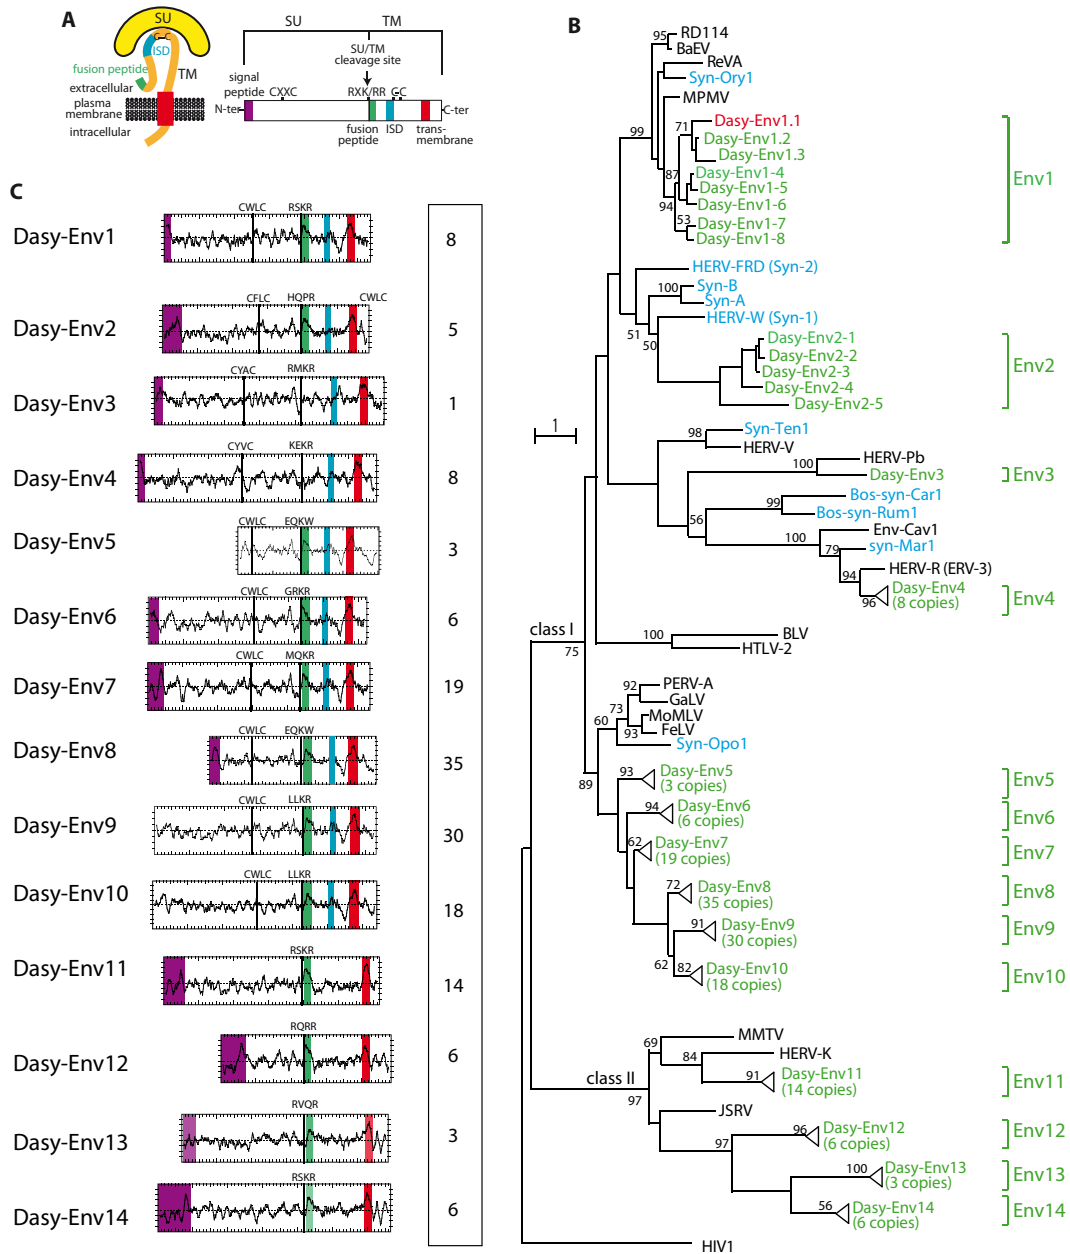 A
SU
C-C
ISD
fusion peptide
TM
extracellular
plasma
membrane
intracellular
SU
TM
SU/TM
cleavage site
signal
peptide
CXXC
RXK/RR
C-C
N-ter
C-ter
fusion
peptide
ISD
trans-
membrane
C
Dasy-Env1
CWLC
RSKR
8
Dasy-Env2
CFLC
HQPR
CWLC
5
Dasy-Env3
CYAC
RMKR
1
Dasy-Env4
CYVC
KEKR
8
Dasy-Env5
CWLC
EQKW
3
Dasy-Env6
CWLC
GRKR
6
Dasy-Env7
CWLC
MQKR
19
Dasy-Env8
CWLC
EQKW
35
Dasy-Env9
CWLC
LLKR
30
Dasy-Env10
CWLC
LLKR
18
Dasy-Env11
RSKR
14
Dasy-Env12
RQRR
6
Dasy-Env13
RVQR
3
Dasy-Env14
RSKR
6
B
95
RD114
BaEV
ReVA
Syn-Ory1
MPMV
99
71
Dasy-Env1.1
Dasy-Env1.2
Dasy-Env1.3
87
Dasy-Env1-4
Dasy-Env1-5
94
Dasy-Env1-6
53
Dasy-Env1-7
Dasy-Env1-8
Env1
HERV-FRD (Syn-2)
100
Syn-B
Syn-A
51
HERV-W (Syn-1)
50
Dasy-Env2-1
Dasy-Env2-2
Dasy-Env2-3
Dasy-Env2-4
Dasy-Env2-5
Env2
1
98
Syn-Ten1
HERV-V
100
HERV-Pb
Dasy-Env3
Env3
99
Bos-syn-Car1
Bos-syn-Rum1
56
100
Env-Cav1
79
syn-Mar1
94
HERV-R (ERV-3)
96
Dasy-Env4
(8 copies)
Env4
class I
75
100
BLV
HTLV-2
92
PERV-A
GaLV
73
MoMLV
60
93
FeLV
Syn-Opo1
89
93
Dasy-Env5
(3 copies)
Env5
94
Dasy-Env6
(6 copies)
Env6
62
Dasy-Env7
(19 copies)
Env7
72
Dasy-Env8
(35 copies)
Env8
91
Dasy-Env9
(30 copies)
Env9
62
82
Dasy-Env10
(18 copies)
Env10
MMTV
69
84
HERV-K
class II
97
91
Dasy-Env11
(14 copies)
Env11
JSRV
97
96
Dasy-Env12
(6 copies)
Env12
100
Dasy-Env13
(3 copies)
Env13
56
Dasy-Env14
(6 copies)
Env14
HIV1